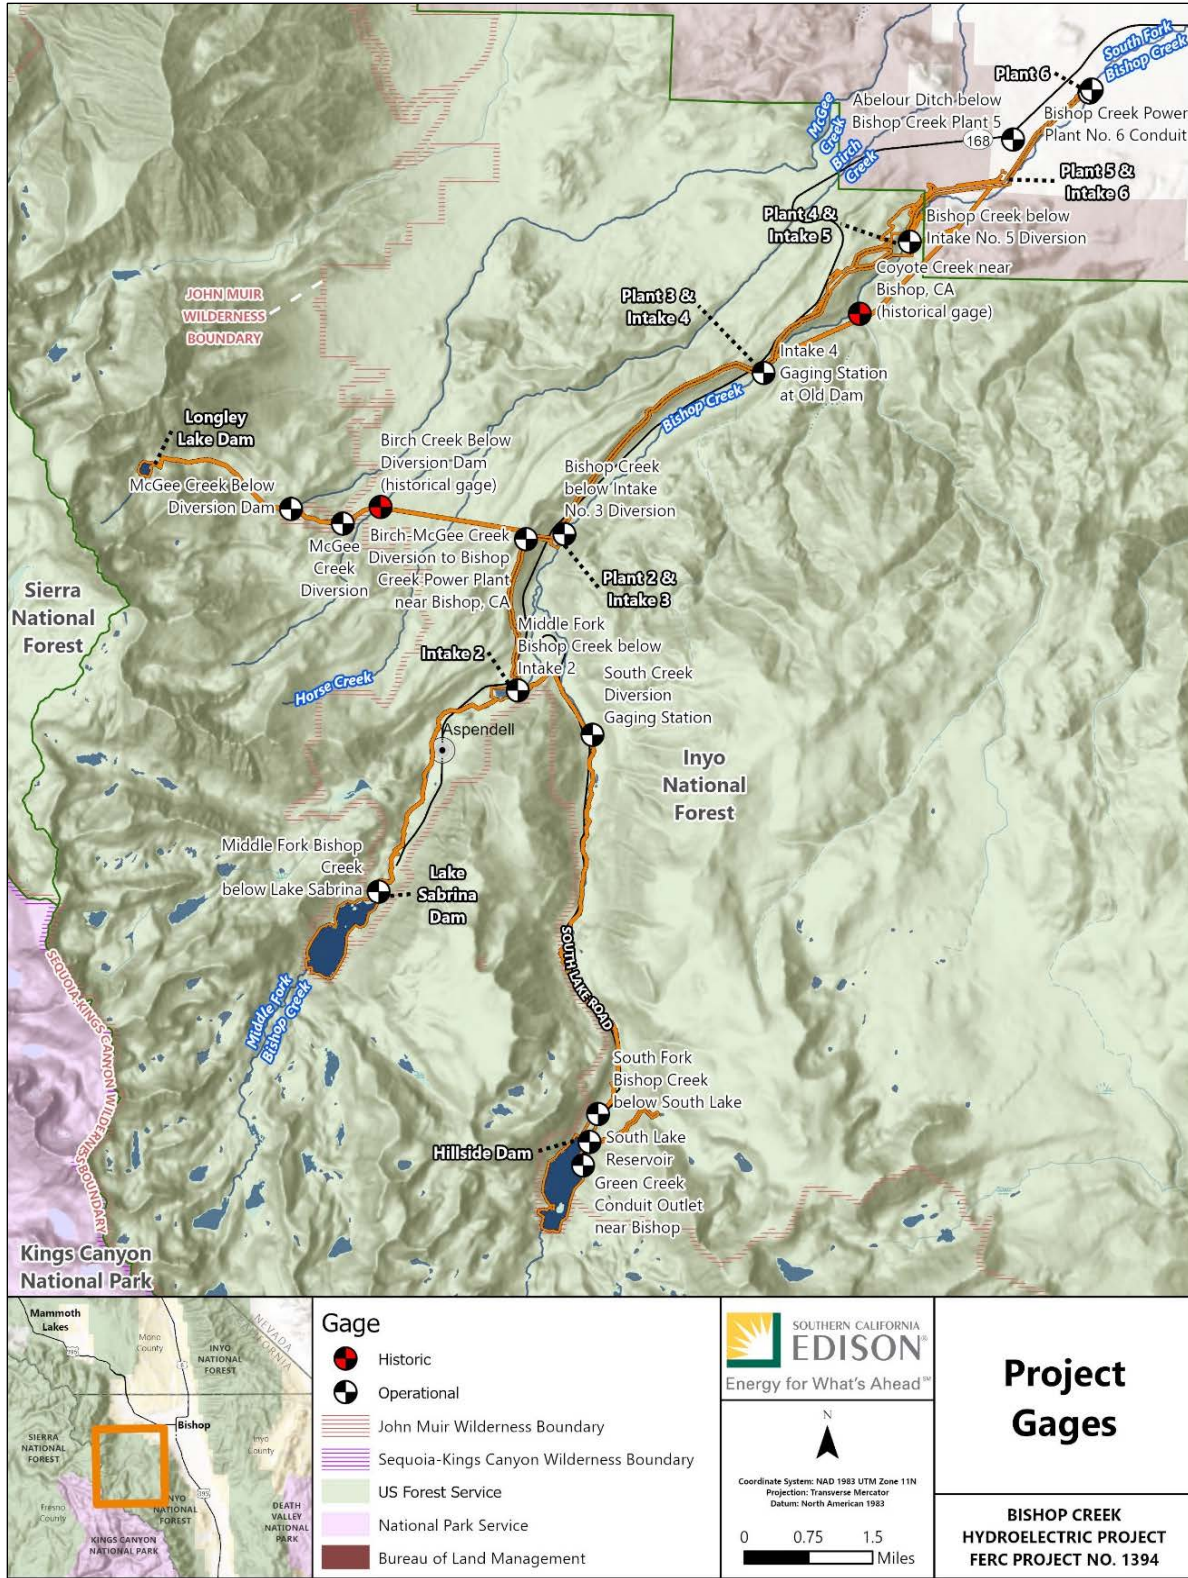 South Fork
Bishop Creek
Plant 6
Abelour Ditch below
Bishop Creek Plant 5
Bishop Creek Power
Plant No. 6 Conduit
168
McGee
Creek
Birch
Creek
Plant 5 &
Intake 6
Plant 4 &
Intake 5
Bishop Creek below
Intake No. 5 Diversion
Coyote Creek near
Bishop, CA
(historical gage)
JOHN MUIR
WILDERNESS
BOUNDARY
Plant 3 &
Intake 4
Intake 4
Gaging Station
at Old Dam
Bishop Creek
Longley
Lake Dam
McGee Creek Below
Diversion Dam
Birch Creek Below
Diversion Dam
(historical gage)
Bishop Creek
below Intake
No. 3 Diversion
McGee
Creek
Diversion
Birch-McGee Creek
Diversion to Bishop
Creek Power Plant
near Bishop, CA
Plant 2 &
Intake 3
Sierra
National
Forest
Middle Fork
Bishop Creek below
Intake 2
Intake 2
Horse Creek
South Creek
Diversion
Gaging Station
Aspendell
Inyo
National
Forest
Middle Fork Bishop
Creek
below Lake Sabrina
Lake
Sabrina
Dam
SOUTH LAKE ROAD
Middle Fork
Bishop Creek
SEQUOIA-KINGS CANYON WILDERNESS BOUNDARY
South Fork
Bishop Creek
below South Lake
Hillside Dam
South Lake
Reservoir
Green Creek
Conduit Outlet
near Bishop
Kings Canyon
National Park
Mammoth
Lakes
Mono
County
NEVADA
CALIFORNIA
INYO
NATIONAL
FOREST
395
6
Bishop
SIERRA
NATIONAL
FOREST
Inyo
County
Fresno
County
INYO
NATIONAL
FOREST
395
DEATH
VALLEY
NATIONAL
PARK
KINGS CANYON
NATIONAL PARK
Gage
Historic
Operational
John Muir Wilderness Boundary
Sequoia-Kings Canyon Wilderness Boundary
US Forest Service
National Park Service
Bureau of Land Management
SOUTHERN CALIFORNIA
EDISON®
Energy for What's Ahead℠
N
Coordinate System: NAD 1983 UTM Zone 11N
Projection: Transverse Mercator
Datum: North American 1983
0 0.75 1.5
Miles
Project
Gages
BISHOP CREEK
HYDROELECTRIC PROJECT
FERC PROJECT NO. 1394